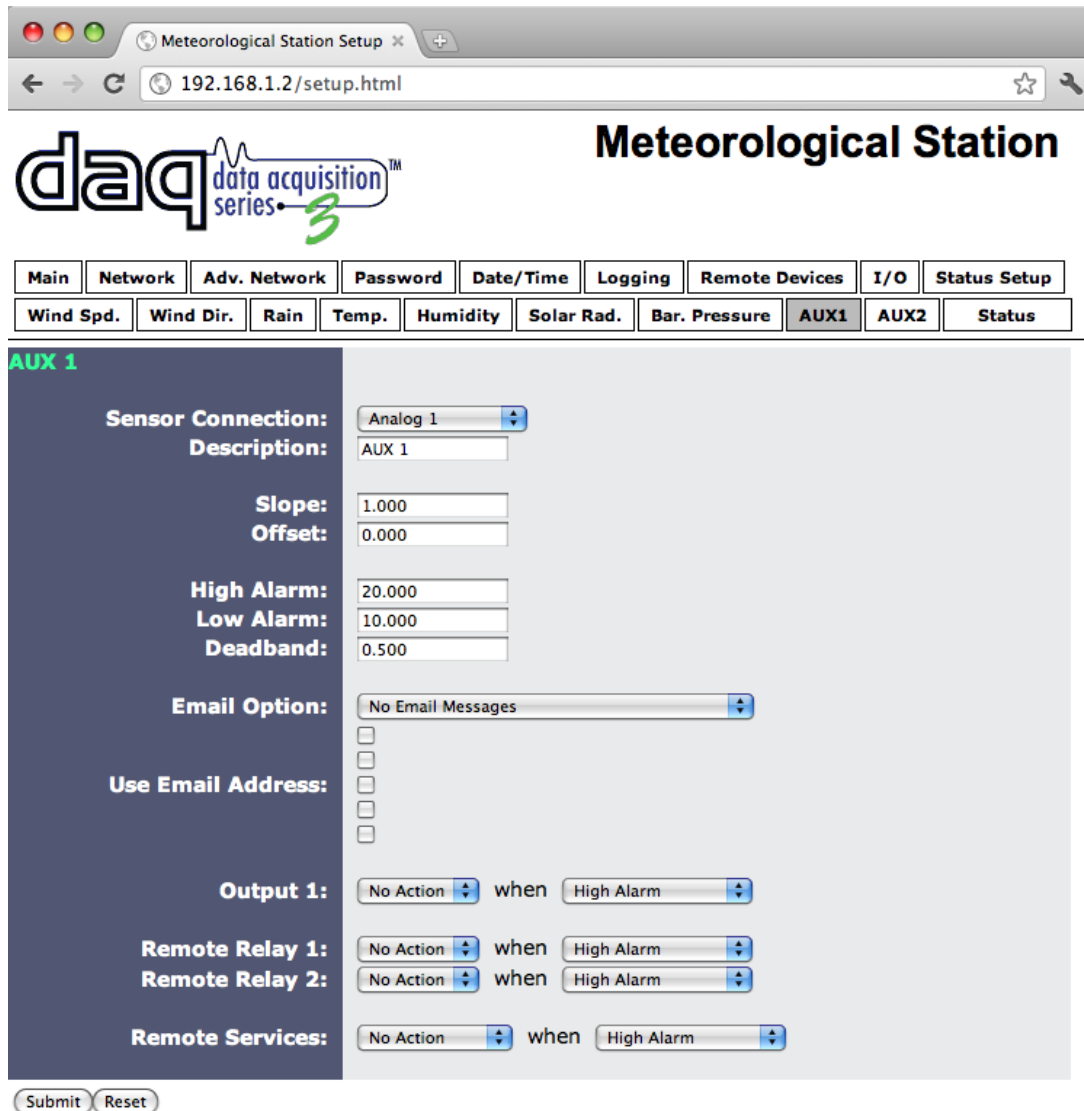 Meteorological Station Setup
192.168.1.2/setup.html
daq data acquisition series 3 ™
Meteorological Station
Main Network Adv. Network Password Date/Time Logging Remote Devices I/O Status Setup
Wind Spd. Wind Dir. Rain Temp. Humidity Solar Rad. Bar. Pressure AUX1 AUX2 Status
AUX 1
Sensor Connection: Analog 1
Description: AUX 1
Slope: 1.000
Offset: 0.000
High Alarm: 20.000
Low Alarm: 10.000
Deadband: 0.500
Email Option: No Email Messages
Use Email Address:
Output 1: No Action when High Alarm
Remote Relay 1: No Action when High Alarm
Remote Relay 2: No Action when High Alarm
Remote Services: No Action when High Alarm
Submit Reset